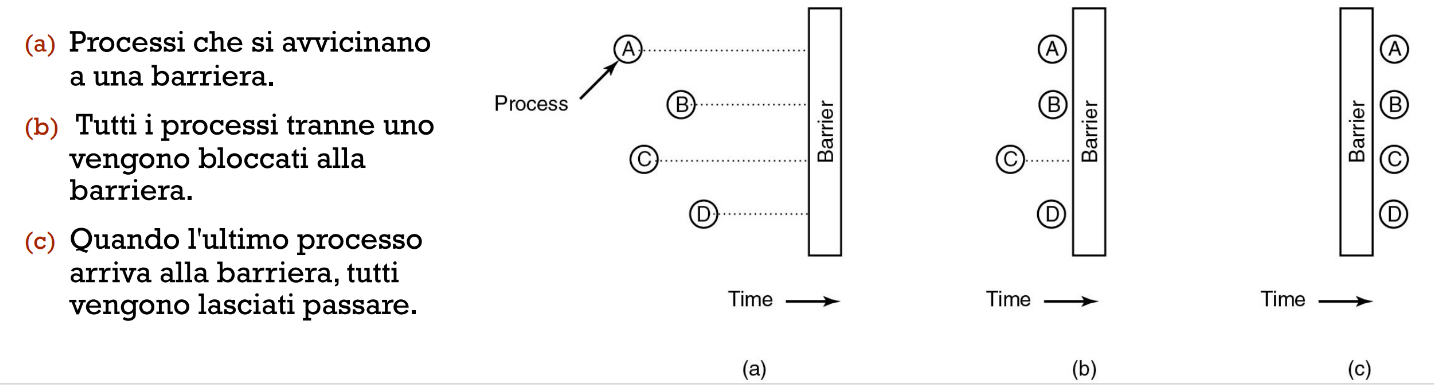 (a) Processi che si avvicinano
a una barriera.
(b) Tutti i processi tranne uno
vengono bloccati alla
barriera.
(c) Quando l'ultimo processo
arriva alla barriera, tutti
vengono lasciati passare.
Process
A
B
C
D
Barrier
Time
(a)
A
B
C
D
Barrier
Time
(b)
Barrier
A
B
C
D
Time
(c)